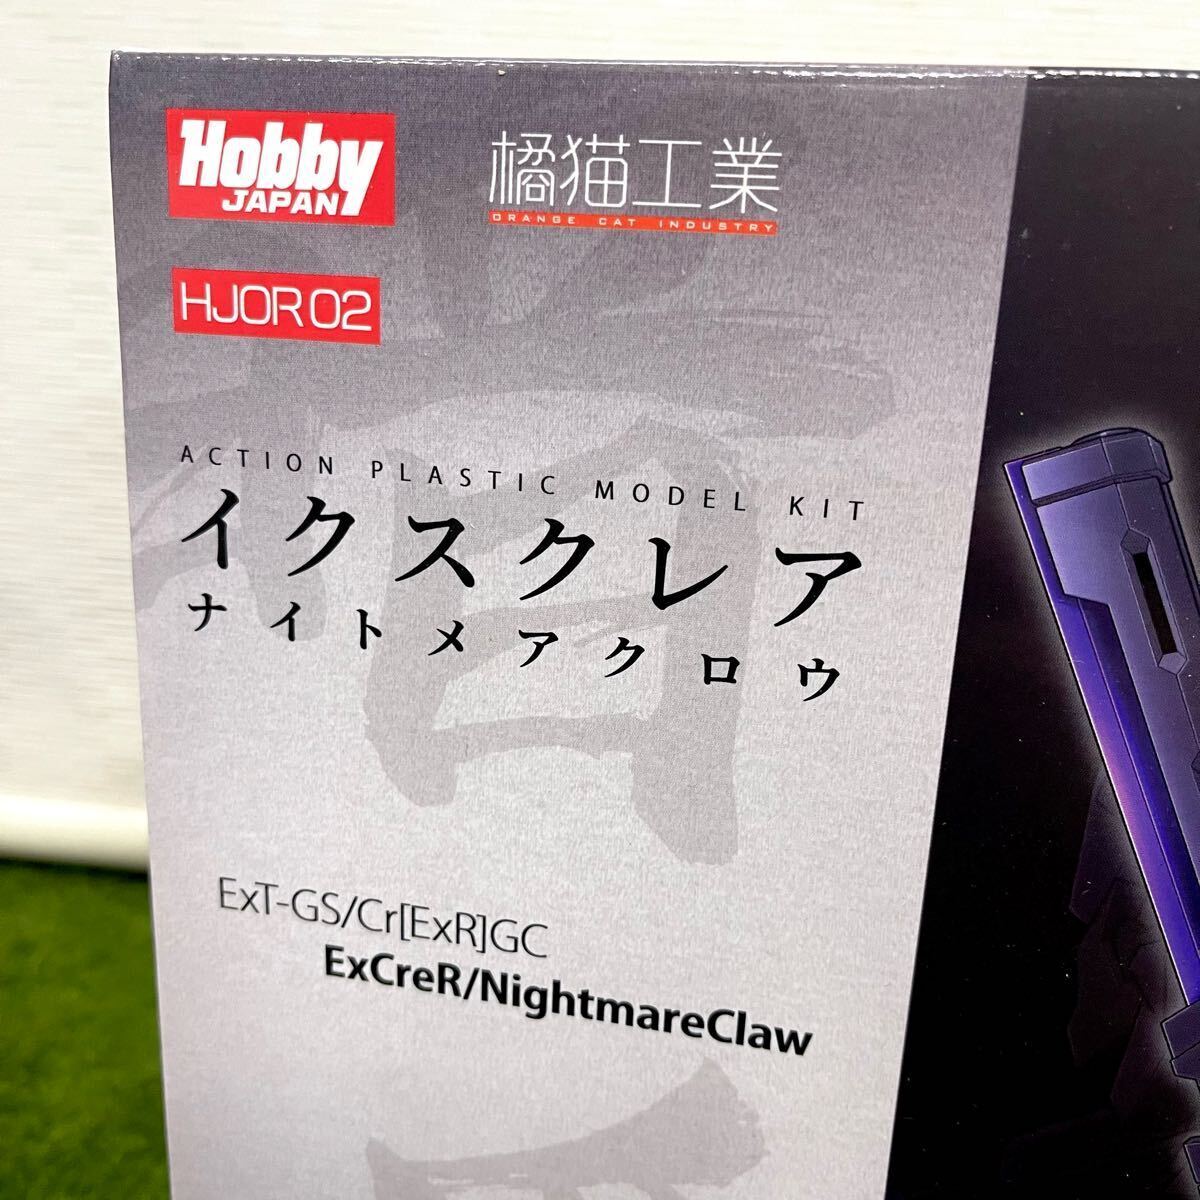 Hobby
JAPAN
橘猫工業
ORANGE CAT INDUSTRY
HJOR02
ACTION PLASTIC MODEL KIT
イクスクレア
ナイトメアクロウ
ExT-GS/Cr[ExR]GC
ExCreR/NightmareClaw